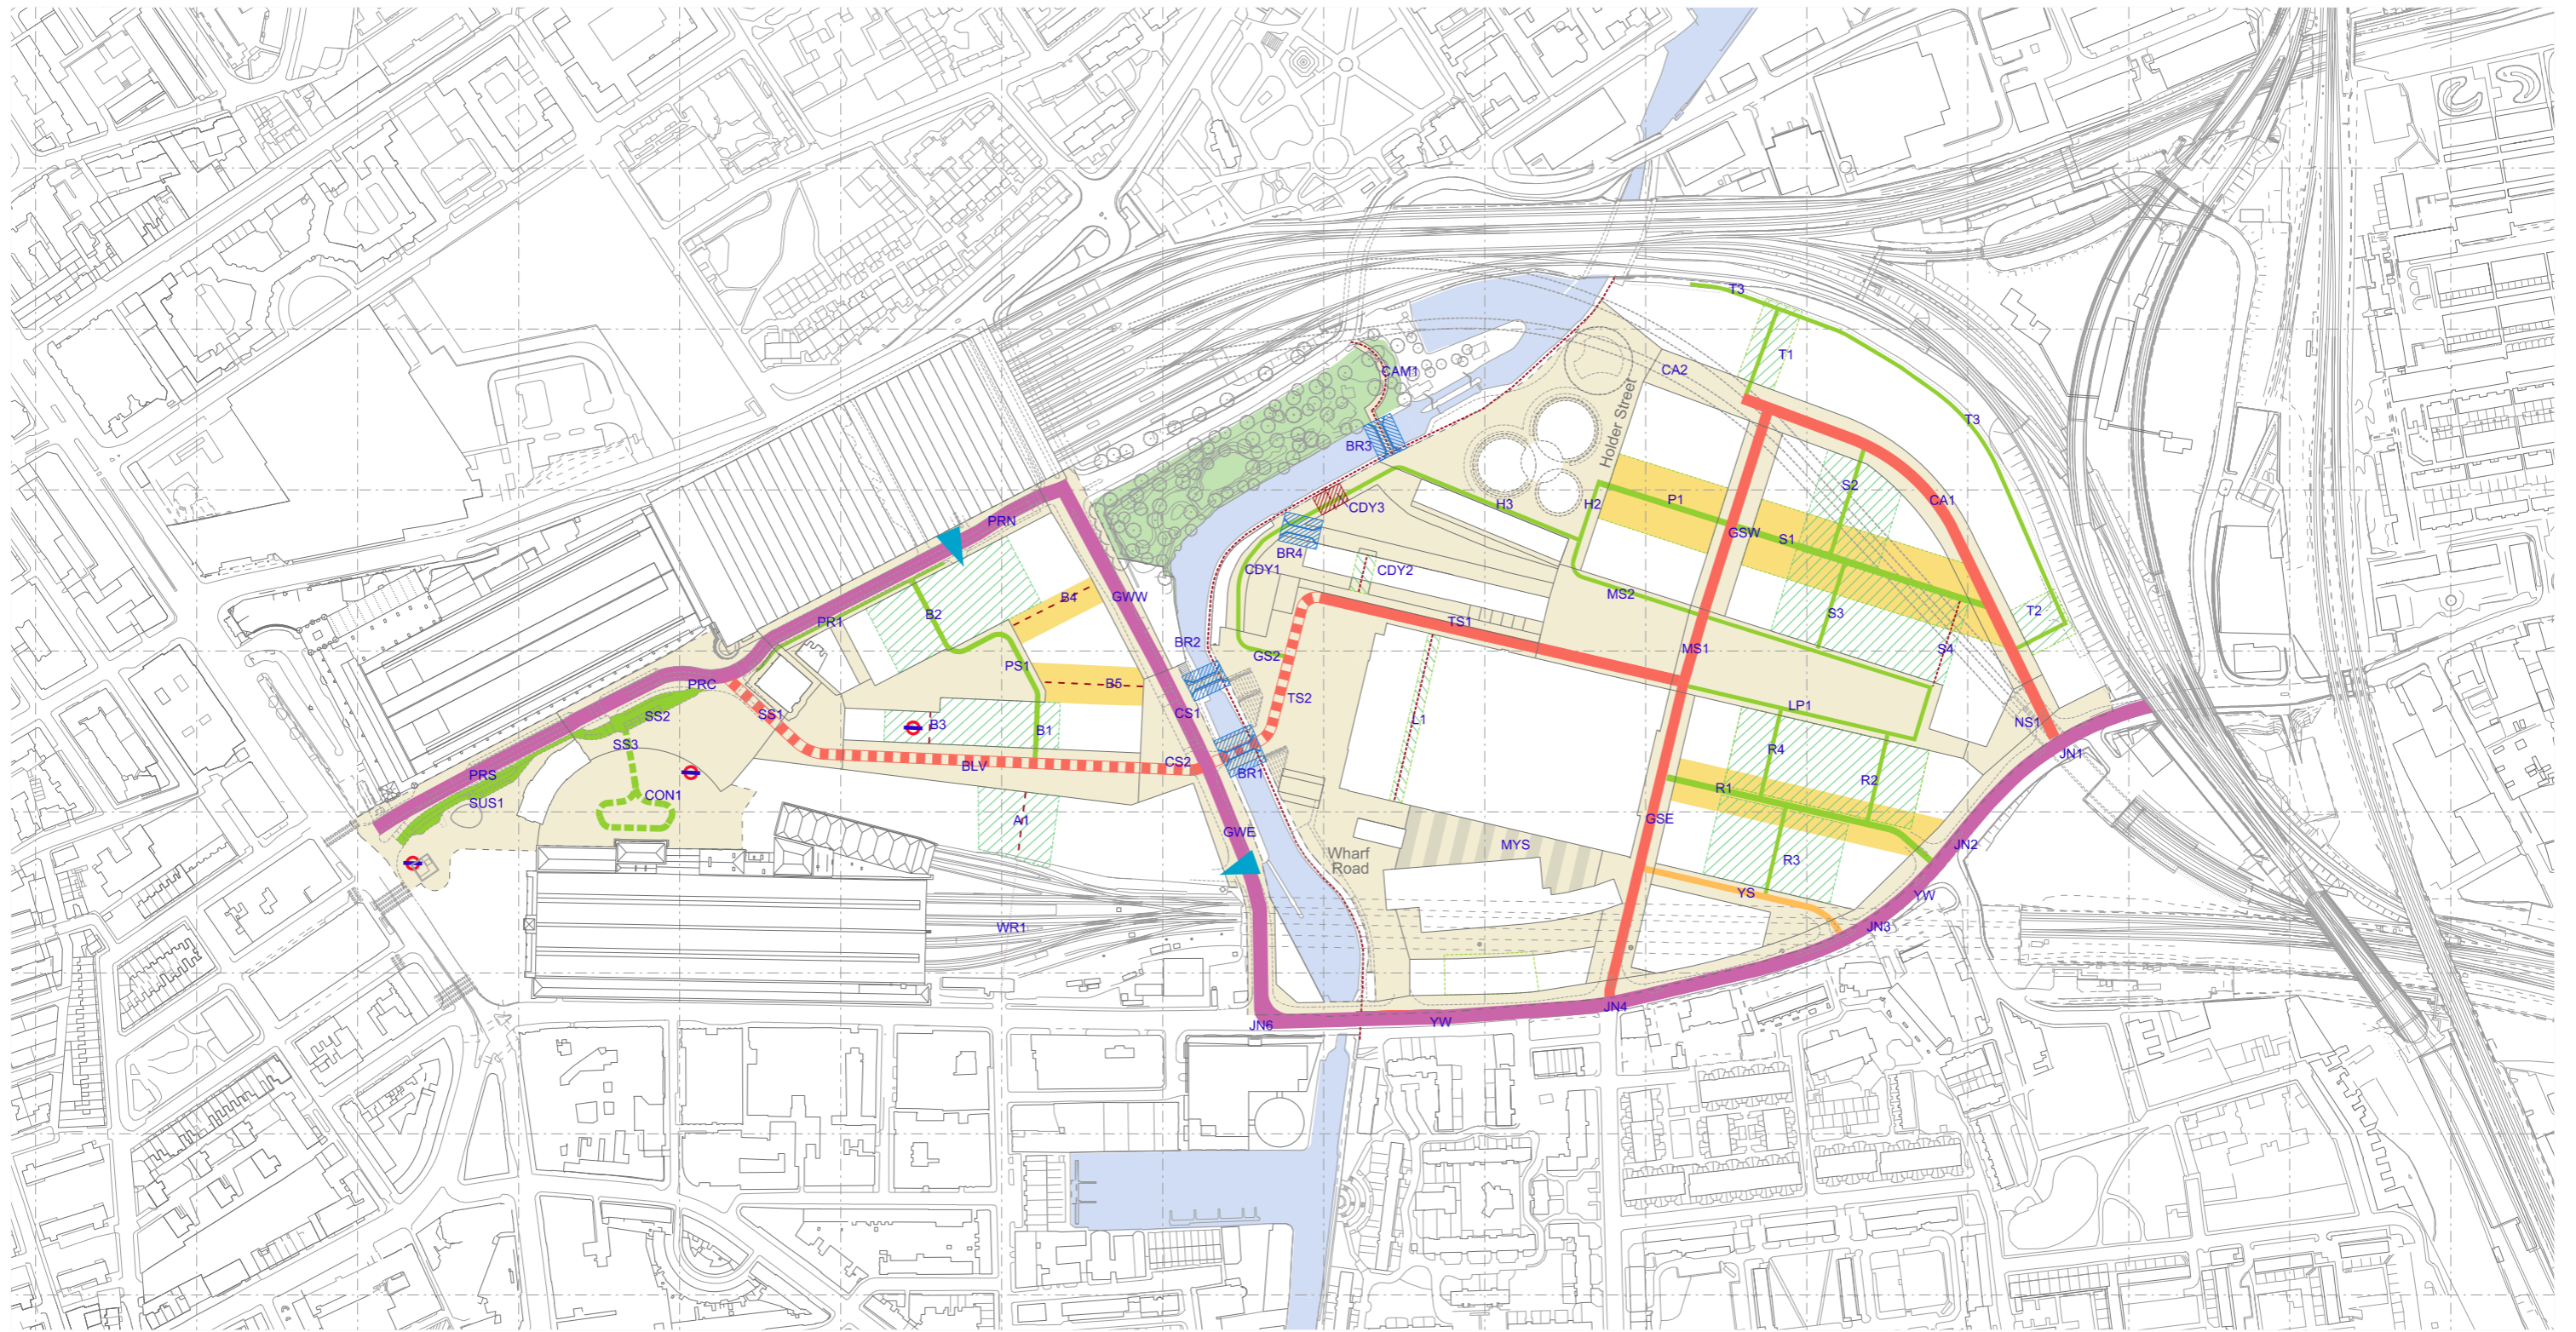 T3
T1
CAM1
CA2
Holder Street
T3
BR3
S2
P1
CA1
H3
H2
CDY3
PRN
GSW
S1
BR4
CDY1
CDY2
MS2
B4
GWW
B2
T2
S3
PR1
TS1
BR2
MS1
S4
GS2
PS1
PRC
B5
TS2
LP1
SS2
SS1
CS1
L1
NS1
B3
B1
SS3
R4
JN1
CS2
BLV
BR1
PRS
R2
R1
CON1
SUS1
A1
GSE
GWE
MYS
JN2
Wharf
Road
R3
YS
YW
WR1
JN3
JN4
JN6
YW